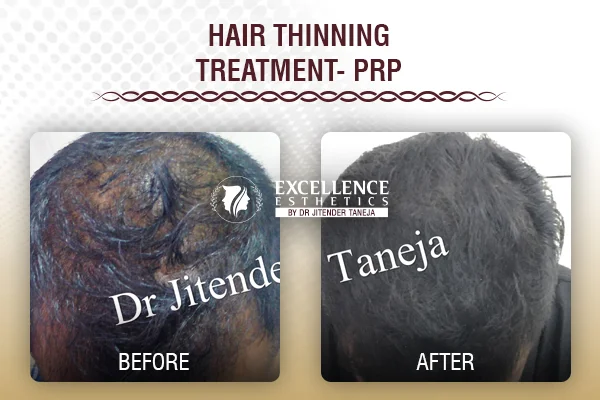 HAIR THINNING
TREATMENT- PRP
EXCELLENCE
ESTHETICS
BY DR JITENDER TANEJA
Dr Jitende
Taneja
BEFORE
AFTER